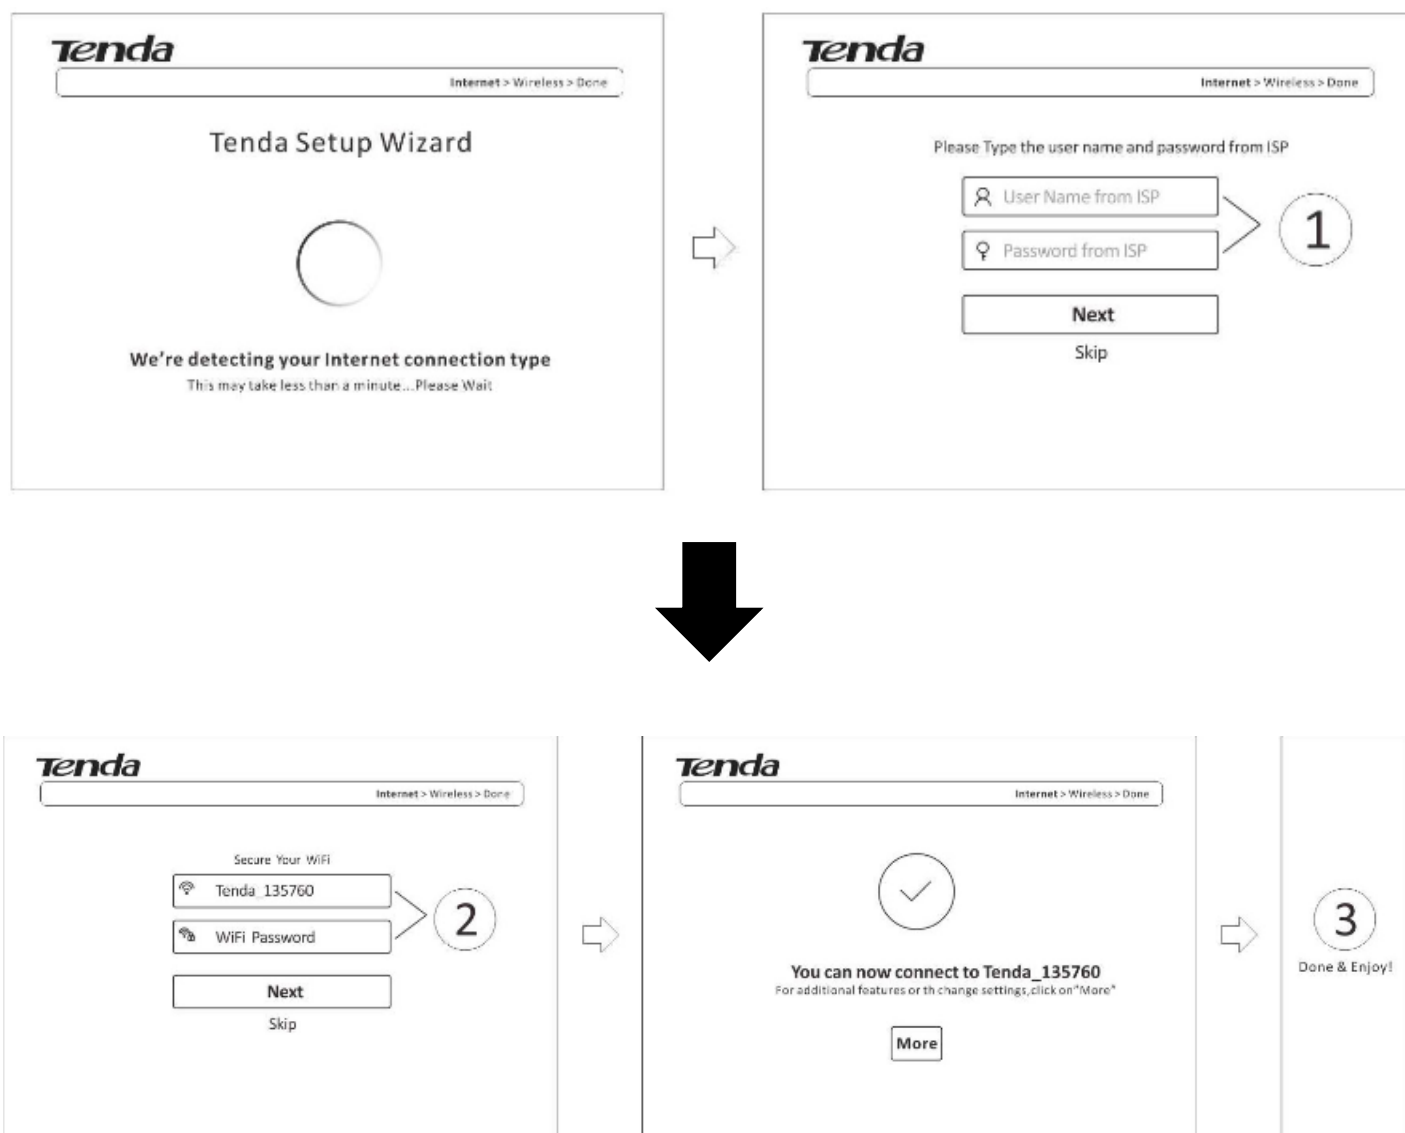 Tenda
Internet > Wireless > Done
Tenda Setup Wizard
We're detecting your Internet connection type
This may take less than a minute...Please Wait
Tenda
Internet > Wireless > Done
Please Type the user name and password from ISP
User Name from ISP
Password from ISP
1
Next
Skip
Tenda
Internet > Wireless > Done
Secure Your WiFi
Tenda_135760
WiFi Password
2
Next
Skip
Tenda
Internet > Wireless > Done
You can now connect to Tenda_135760
For additional features or th change settings,click on"More"
More
3
Done & Enjoy!